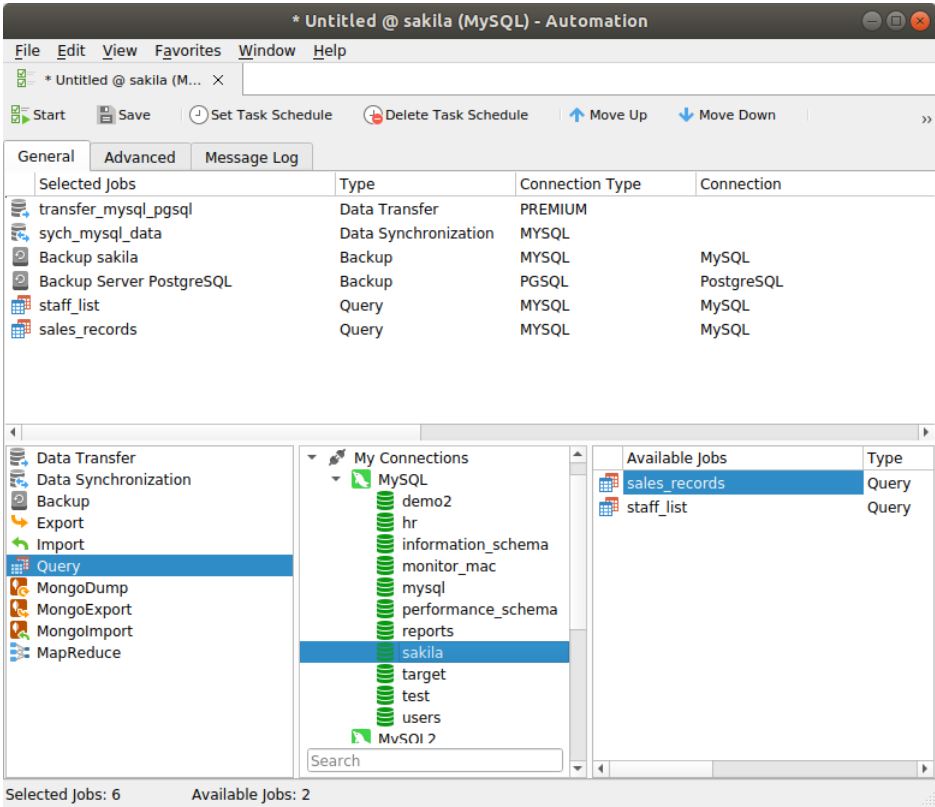 * Untitled @ sakila (MySQL) - Automation
File Edit View Favorites Window Help
* Untitled @ sakila (M...
Start Save Set Task Schedule Delete Task Schedule Move Up Move Down
General Advanced Message Log
Selected Jobs Type Connection Type Connection
transfer_mysql_pgsql Data Transfer PREMIUM
sych_mysql_data Data Synchronization MYSQL
Backup sakila Backup MYSQL MySQL
Backup Server PostgreSQL Backup PGSQL PostgreSQL
staff_list Query MYSQL MySQL
sales_records Query MYSQL MySQL
Data Transfer
Data Synchronization
Backup
Export
Import
Query
MongoDump
MongoExport
MongoImport
MapReduce
My Connections
MySQL
demo2
hr
information_schema
monitor_mac
mysql
performance_schema
reports
sakila
target
test
users
MySQL2
Search
Available Jobs Type
sales_records Query
staff_list Query
Selected Jobs: 6 Available Jobs: 2